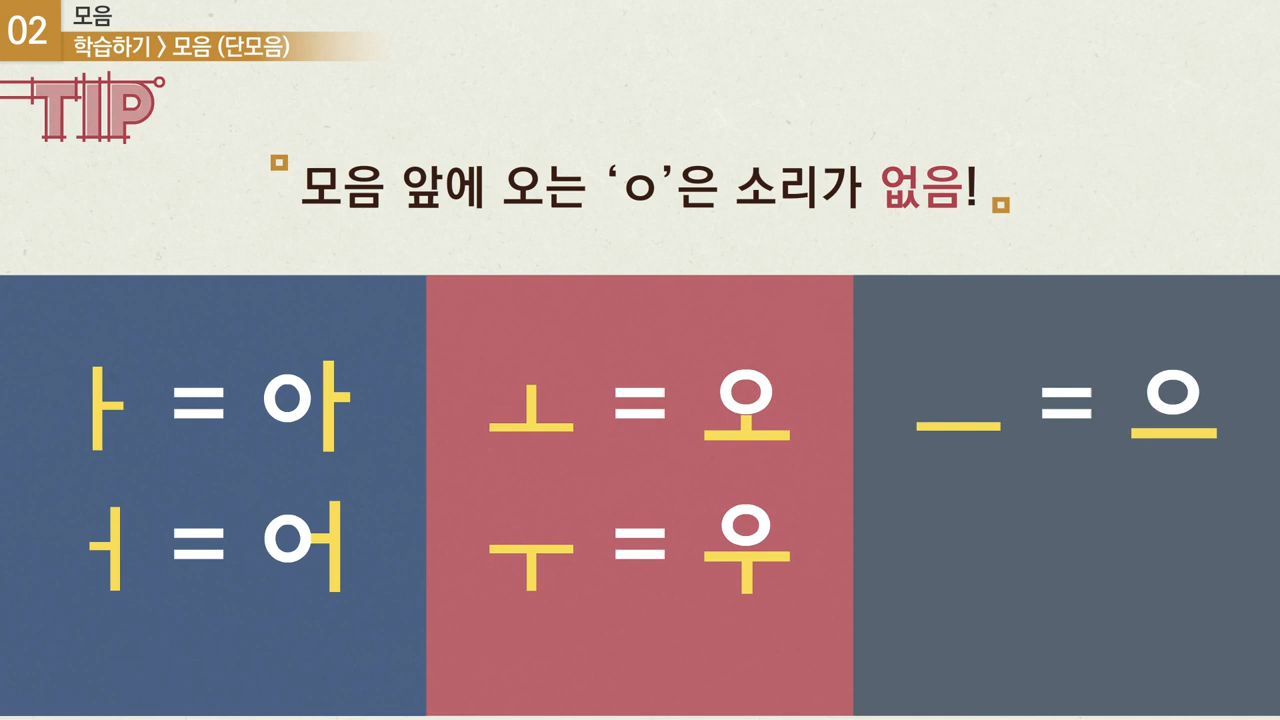 02
모음
학습하기 > 모음 (단모음)
TIP
모음 앞에 오는 ‘ㅇ’은 소리가 없음!
ㅏ = 아
ㅓ = 어
ㅗ = 오
ㅜ = 우
ㅡ = 으